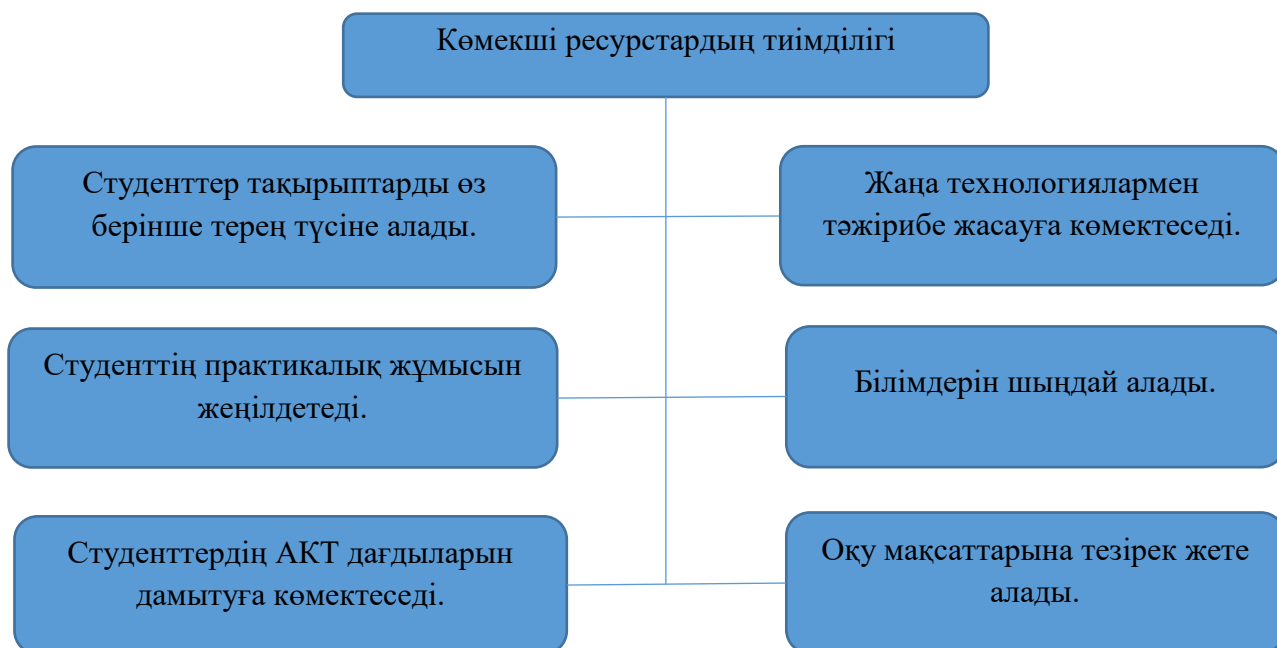 Көмекші ресурстардың тиімділігі
Студенттер тақырыптарды өз
берінше терең түсіне алады.
Жаңа технологиялармен
тәжірибе жасауға көмектеседі.
Студенттің практикалық жұмысын
жеңілдетеді.
Білімдерін шыңдай алады.
Студенттердің АКТ дағдыларын
дамытуға көмектеседі.
Оқу мақсаттарына тезірек жете
алады.